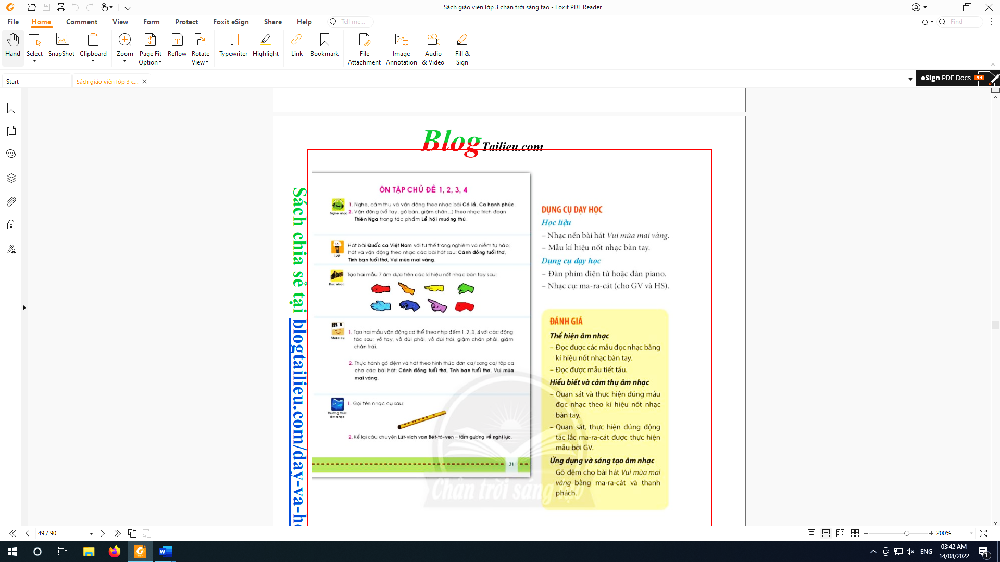 Sách giáo viên lớp 3 chân trời sáng tạo - Foxit PDF Reader
File Home Comment View Form Protect Foxit eSign Share Help Tell me... Find
Hand Select SnapShot Clipboard Zoom Page Fit Option Reflow Rotate View Typewriter Highlight Link Bookmark File Attachment Image Annotation Audio & Video Fill & Sign
Start Sách giáo viên lớp 3 c... eSign PDF Docs PDF
BlogTailieu.com
Sách chia sẻ tại blogtailieu.com/day-va-h
ÔN TẬP CHỦ ĐỀ 1, 2, 3, 4
Nghe nhạc
1. Nghe, cảm thụ và vận động theo nhạc bài Cò lả, Ca hạnh phúc.
2. Vận động (vỗ tay, gõ bàn, giậm chân...) theo nhạc trích đoạn
Thiên Nga trong tác phẩm Lễ hội muông thú.
Hát
Hát bài Quốc ca Việt Nam với tư thế trang nghiêm và niềm tự hào;
hát và vận động theo nhạc các bài hát sau: Cánh đồng tuổi thơ,
Tình bạn tuổi thơ, Vui mùa mai vàng.
Đọc nhạc
Tạo hai mẫu 7 âm dựa trên các kí hiệu nốt nhạc bàn tay sau:
Nhạc cụ
1. Tạo hai mẫu vận động cơ thể theo nhịp đếm 1, 2, 3, 4 với các động
tác sau: vỗ tay, vỗ đùi phải, vỗ đùi trái, giậm chân phải, giậm
chân trái.
2. Thực hành gõ đệm và hát theo hình thức đơn ca/ song ca/ tốp ca
cho các bài hát: Cánh đồng tuổi thơ, Tình bạn tuổi thơ, Vui mùa
mai vàng.
Thường thức
âm nhạc
1. Gọi tên nhạc cụ sau:
2. Kể lại câu chuyện Lút-vích van Bét-tô-ven – tấm gương về nghị lực.
31
DỤNG CỤ DẠY HỌC
Học liệu
– Nhạc nền bài hát Vui mùa mai vàng.
– Mẫu kí hiệu nốt nhạc bàn tay.
Dụng cụ dạy học
– Đàn phím điện tử hoặc đàn piano.
– Nhạc cụ: ma-ra-cát (cho GV và HS).
ĐÁNH GIÁ
Thể hiện âm nhạc
– Đọc được các mẫu đọc nhạc bằng
kí hiệu nốt nhạc bàn tay.
– Đọc được mẫu tiết tấu.
Hiểu biết và cảm thụ âm nhạc
– Quan sát và thực hiện đúng mẫu
đọc nhạc theo kí hiệu nốt nhạc
bàn tay.
– Quan sát, thực hiện đúng động
tác lắc ma-ra-cát được thực hiện
mẫu bởi GV.
Ứng dụng và sáng tạo âm nhạc
Gõ đệm cho bài hát Vui mùa mai
vàng bằng ma-ra-cát và thanh
phách.
Chân trời sáng tạo
49 / 90 200%
ENG 03:42 AM
14/08/2022 1